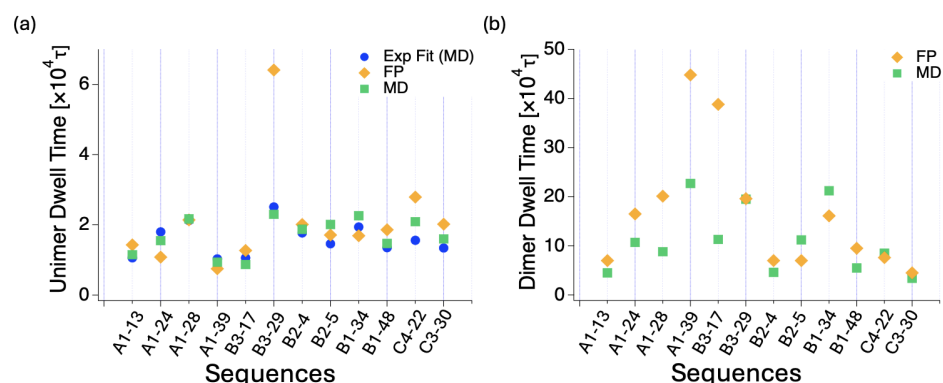 (a)
Unimer Dwell Time [×10⁴τ]
6
4
2
0
Exp Fit (MD)
FP
MD
A1-13
A1-24
A1-28
A1-39
B3-17
B3-29
B2-4
B2-5
B1-34
B1-48
C4-22
C3-30
Sequences
(b)
Dimer Dwell Time [×10⁴τ]
50
40
30
20
10
0
FP
MD
A1-13
A1-24
A1-28
A1-39
B3-17
B3-29
B2-4
B2-5
B1-34
B1-48
C4-22
C3-30
Sequences